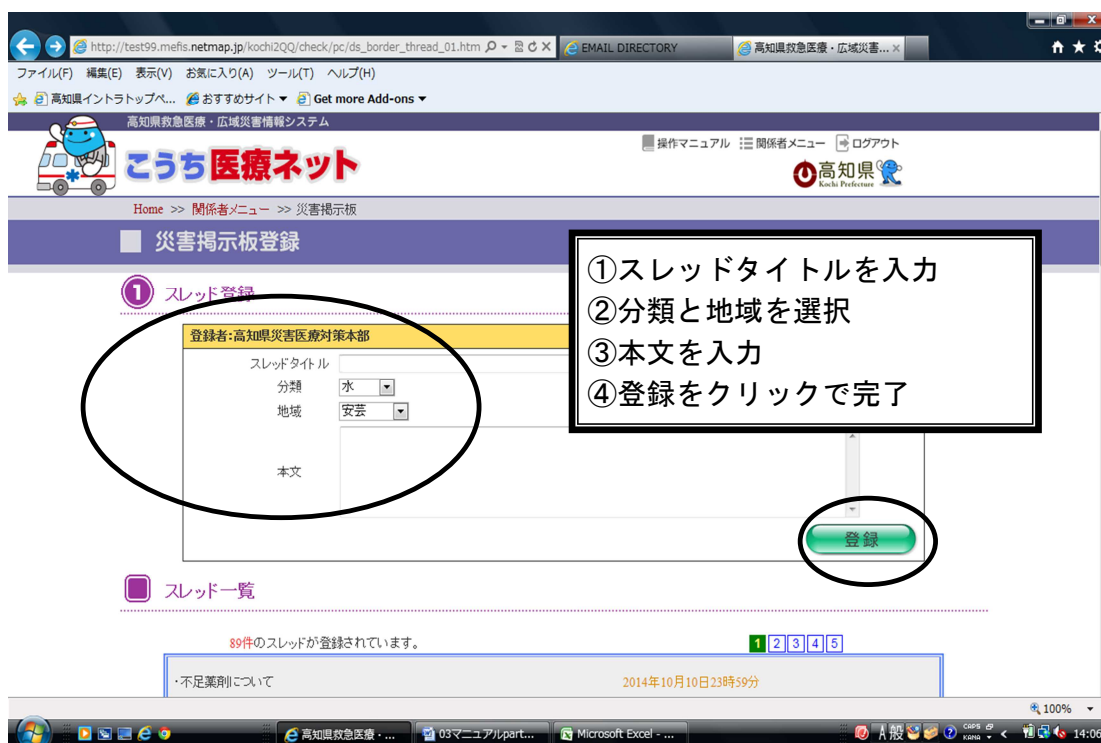 http://test99.mefis.netmap.jp/kochi2QQ/check/pc/ds_border_thread_01.htm
EMAIL DIRECTORY
高知県救急医療・広域災害...
ファイル(F) 編集(E) 表示(V) お気に入り(A) ツール(T) ヘルプ(H)
高知県イントラトップペ... おすすめサイト Get more Add-ons
高知県救急医療・広域災害情報システム
操作マニュアル 関係者メニュー ログアウト
こうち医療ネット
高知県
Kochi Prefecture
Home >> 関係者メニュー >> 災害掲示板
災害掲示板登録
①スレッドタイトルを入力
②分類と地域を選択
③本文を入力
④登録をクリックで完了
1 スレッド登録
登録者:高知県災害医療対策本部
スレッドタイトル
分類 水
地域 安芸
本文
登録
スレッド一覧
89件のスレッドが登録されています。 1 2 3 4 5
・不足薬剤について 2014年10月10日23時59分
100%
高知県救急医療・... 03マニュアルpart... Microsoft Excel - ... A 般 CAPS KANA 14:06